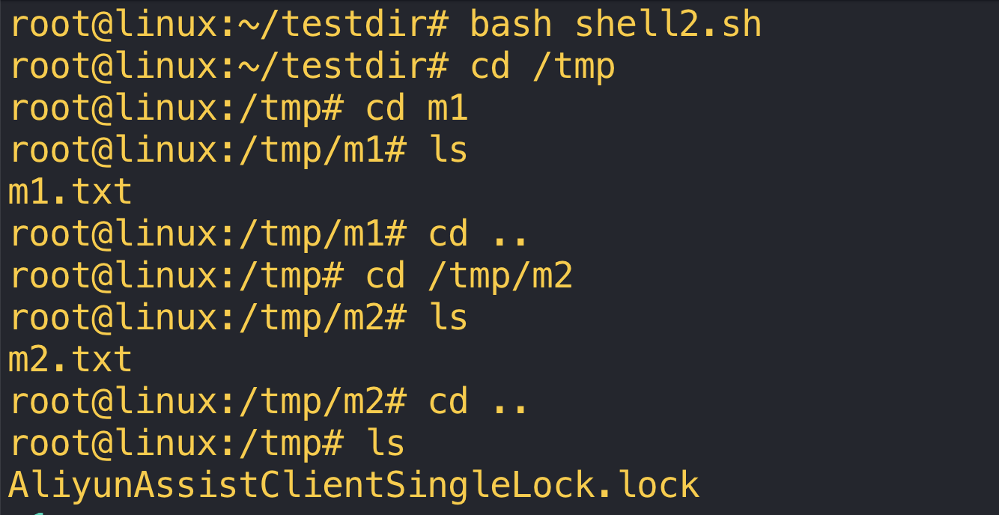 root@linux:~/testdir# bash shell2.sh
root@linux:~/testdir# cd /tmp
root@linux:/tmp# cd m1
root@linux:/tmp/m1# ls
m1.txt
root@linux:/tmp/m1# cd ..
root@linux:/tmp# cd /tmp/m2
root@linux:/tmp/m2# ls
m2.txt
root@linux:/tmp/m2# cd ..
root@linux:/tmp# ls
AliyunAssistClientSingleLock.lock